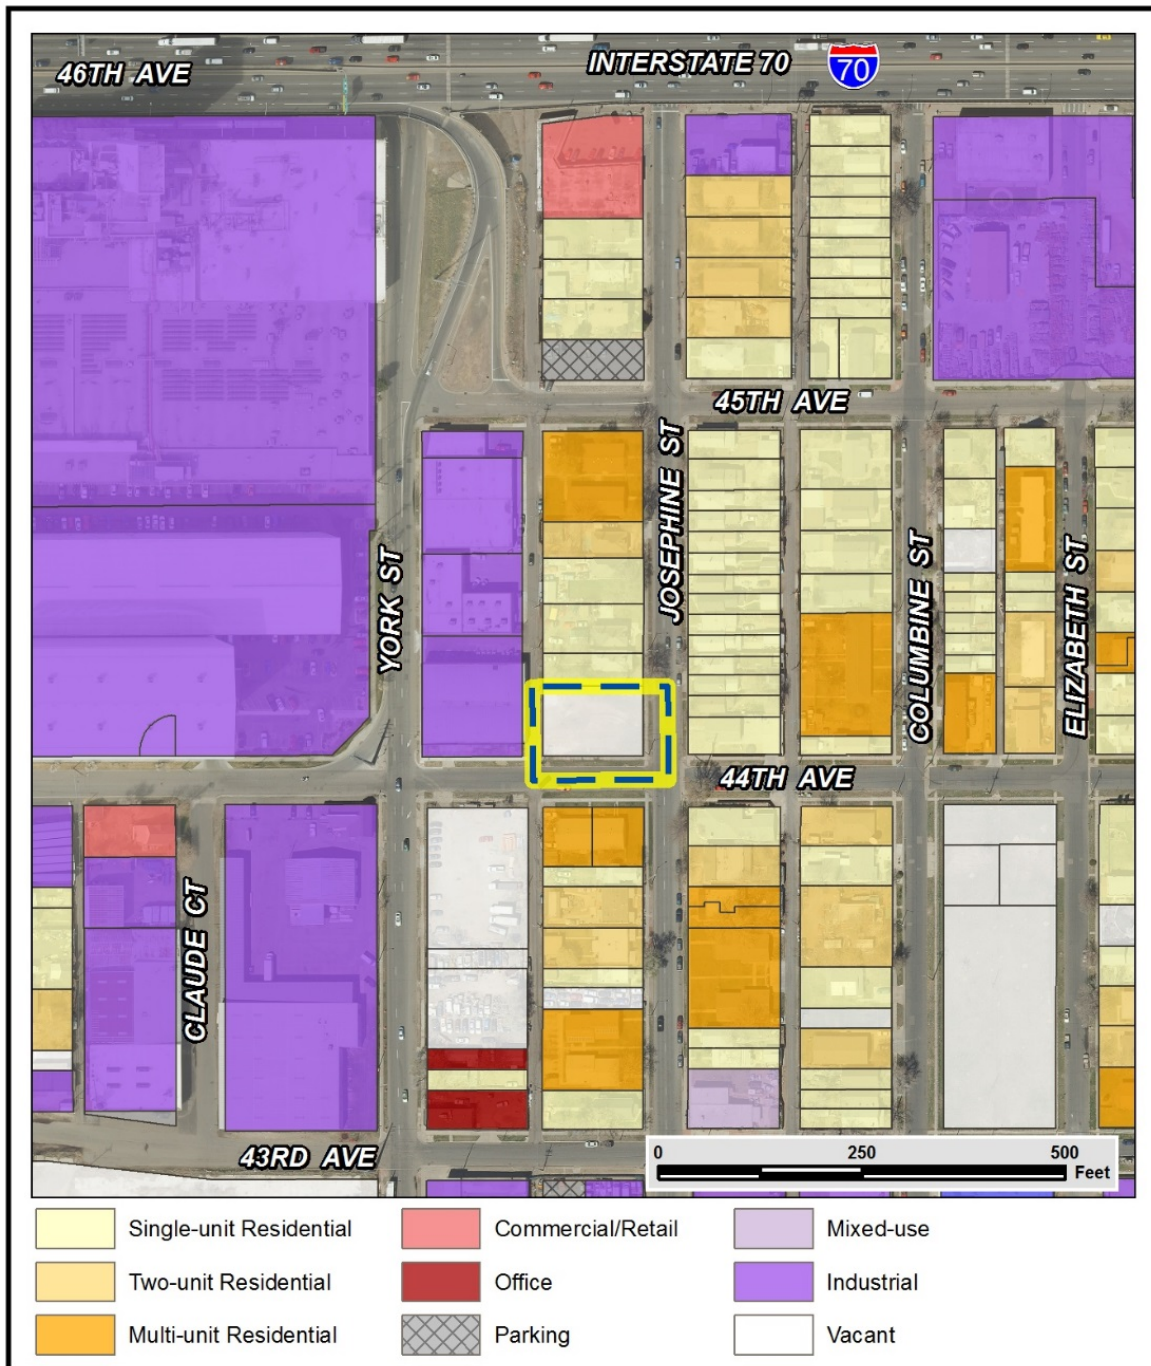 46TH AVE
INTERSTATE 70
70
45TH AVE
JOSEPHINE ST
YORK ST
COLUMBINE ST
ELIZABETH ST
44TH AVE
CLAUDE CT
43RD AVE
0 250 500
Feet
Single-unit Residential Commercial/Retail Mixed-use
Two-unit Residential Office Industrial
Multi-unit Residential Parking Vacant